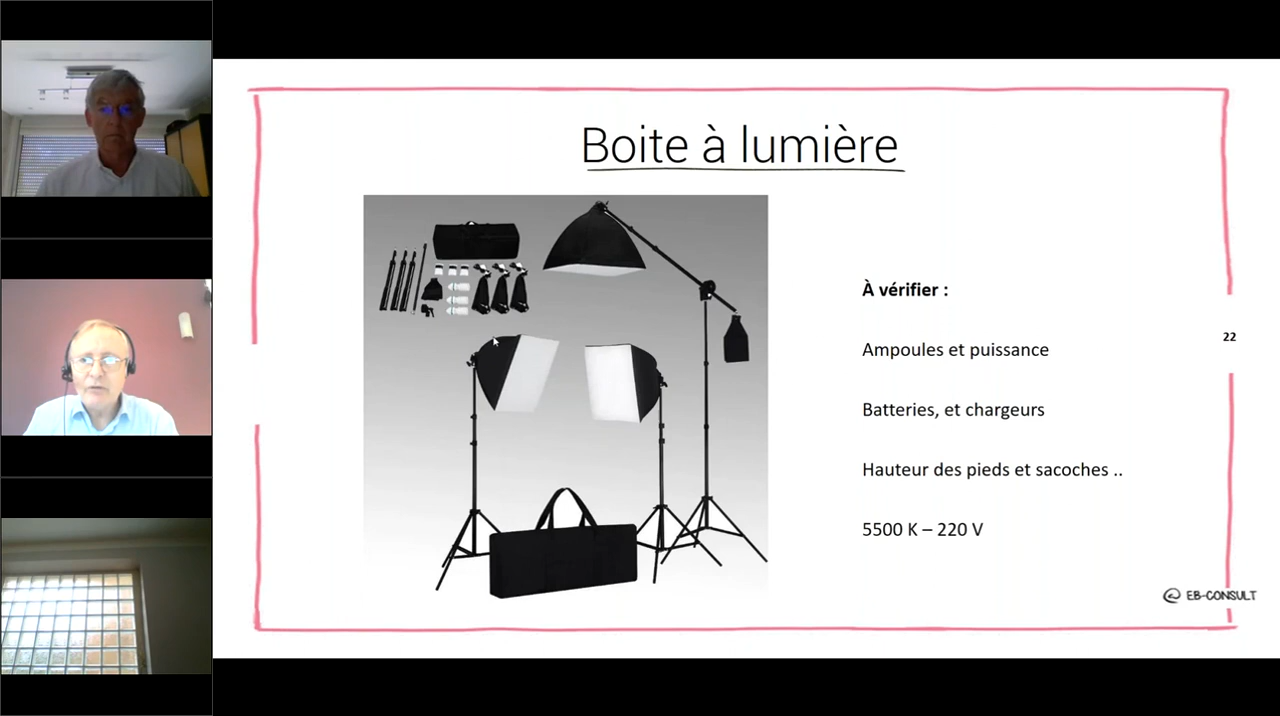 Boite à lumière
À vérifier :
Ampoules et puissance
22
Batteries, et chargeurs
Hauteur des pieds et sacoches ..
5500 K – 220 V
@ EB-CONSULT